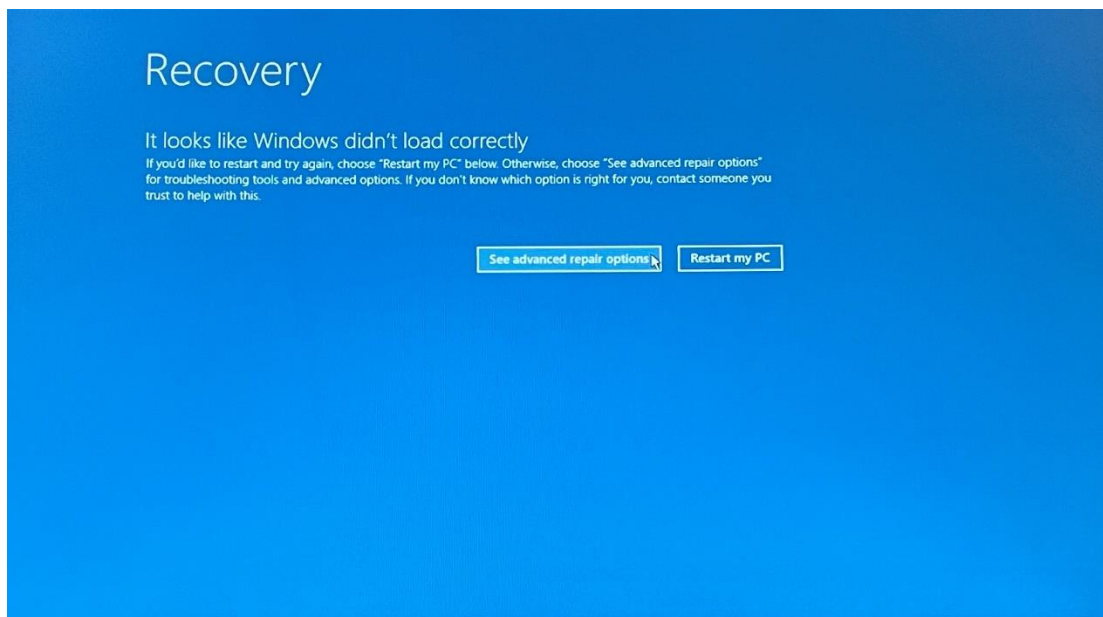 Recovery
It looks like Windows didn't load correctly
If you'd like to restart and try again, choose "Restart my PC" below. Otherwise, choose "See advanced repair options"
for troubleshooting tools and advanced options. If you don't know which option is right for you, contact someone you
trust to help with this.
See advanced repair options Restart my PC